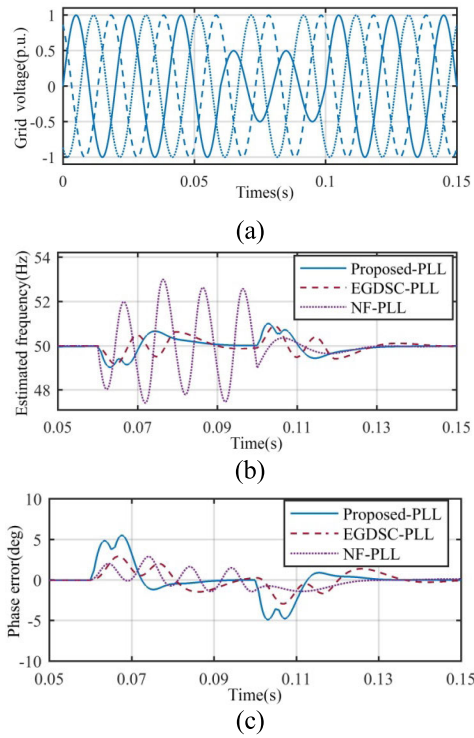 1
0.5
0
-0.5
-1
Grid voltage(p.u.)
0 0.05 0.1 0.15
Times(s)
(a)
54
52
50
48
Estimated frequency(Hz)
Proposed-PLL
EGDSC-PLL
NF-PLL
0.05 0.07 0.09 0.11 0.13 0.15
Time(s)
(b)
10
5
0
-5
-10
Phase error(deg)
Proposed-PLL
EGDSC-PLL
NF-PLL
0.05 0.07 0.09 0.11 0.13 0.15
Time(s)
(c)